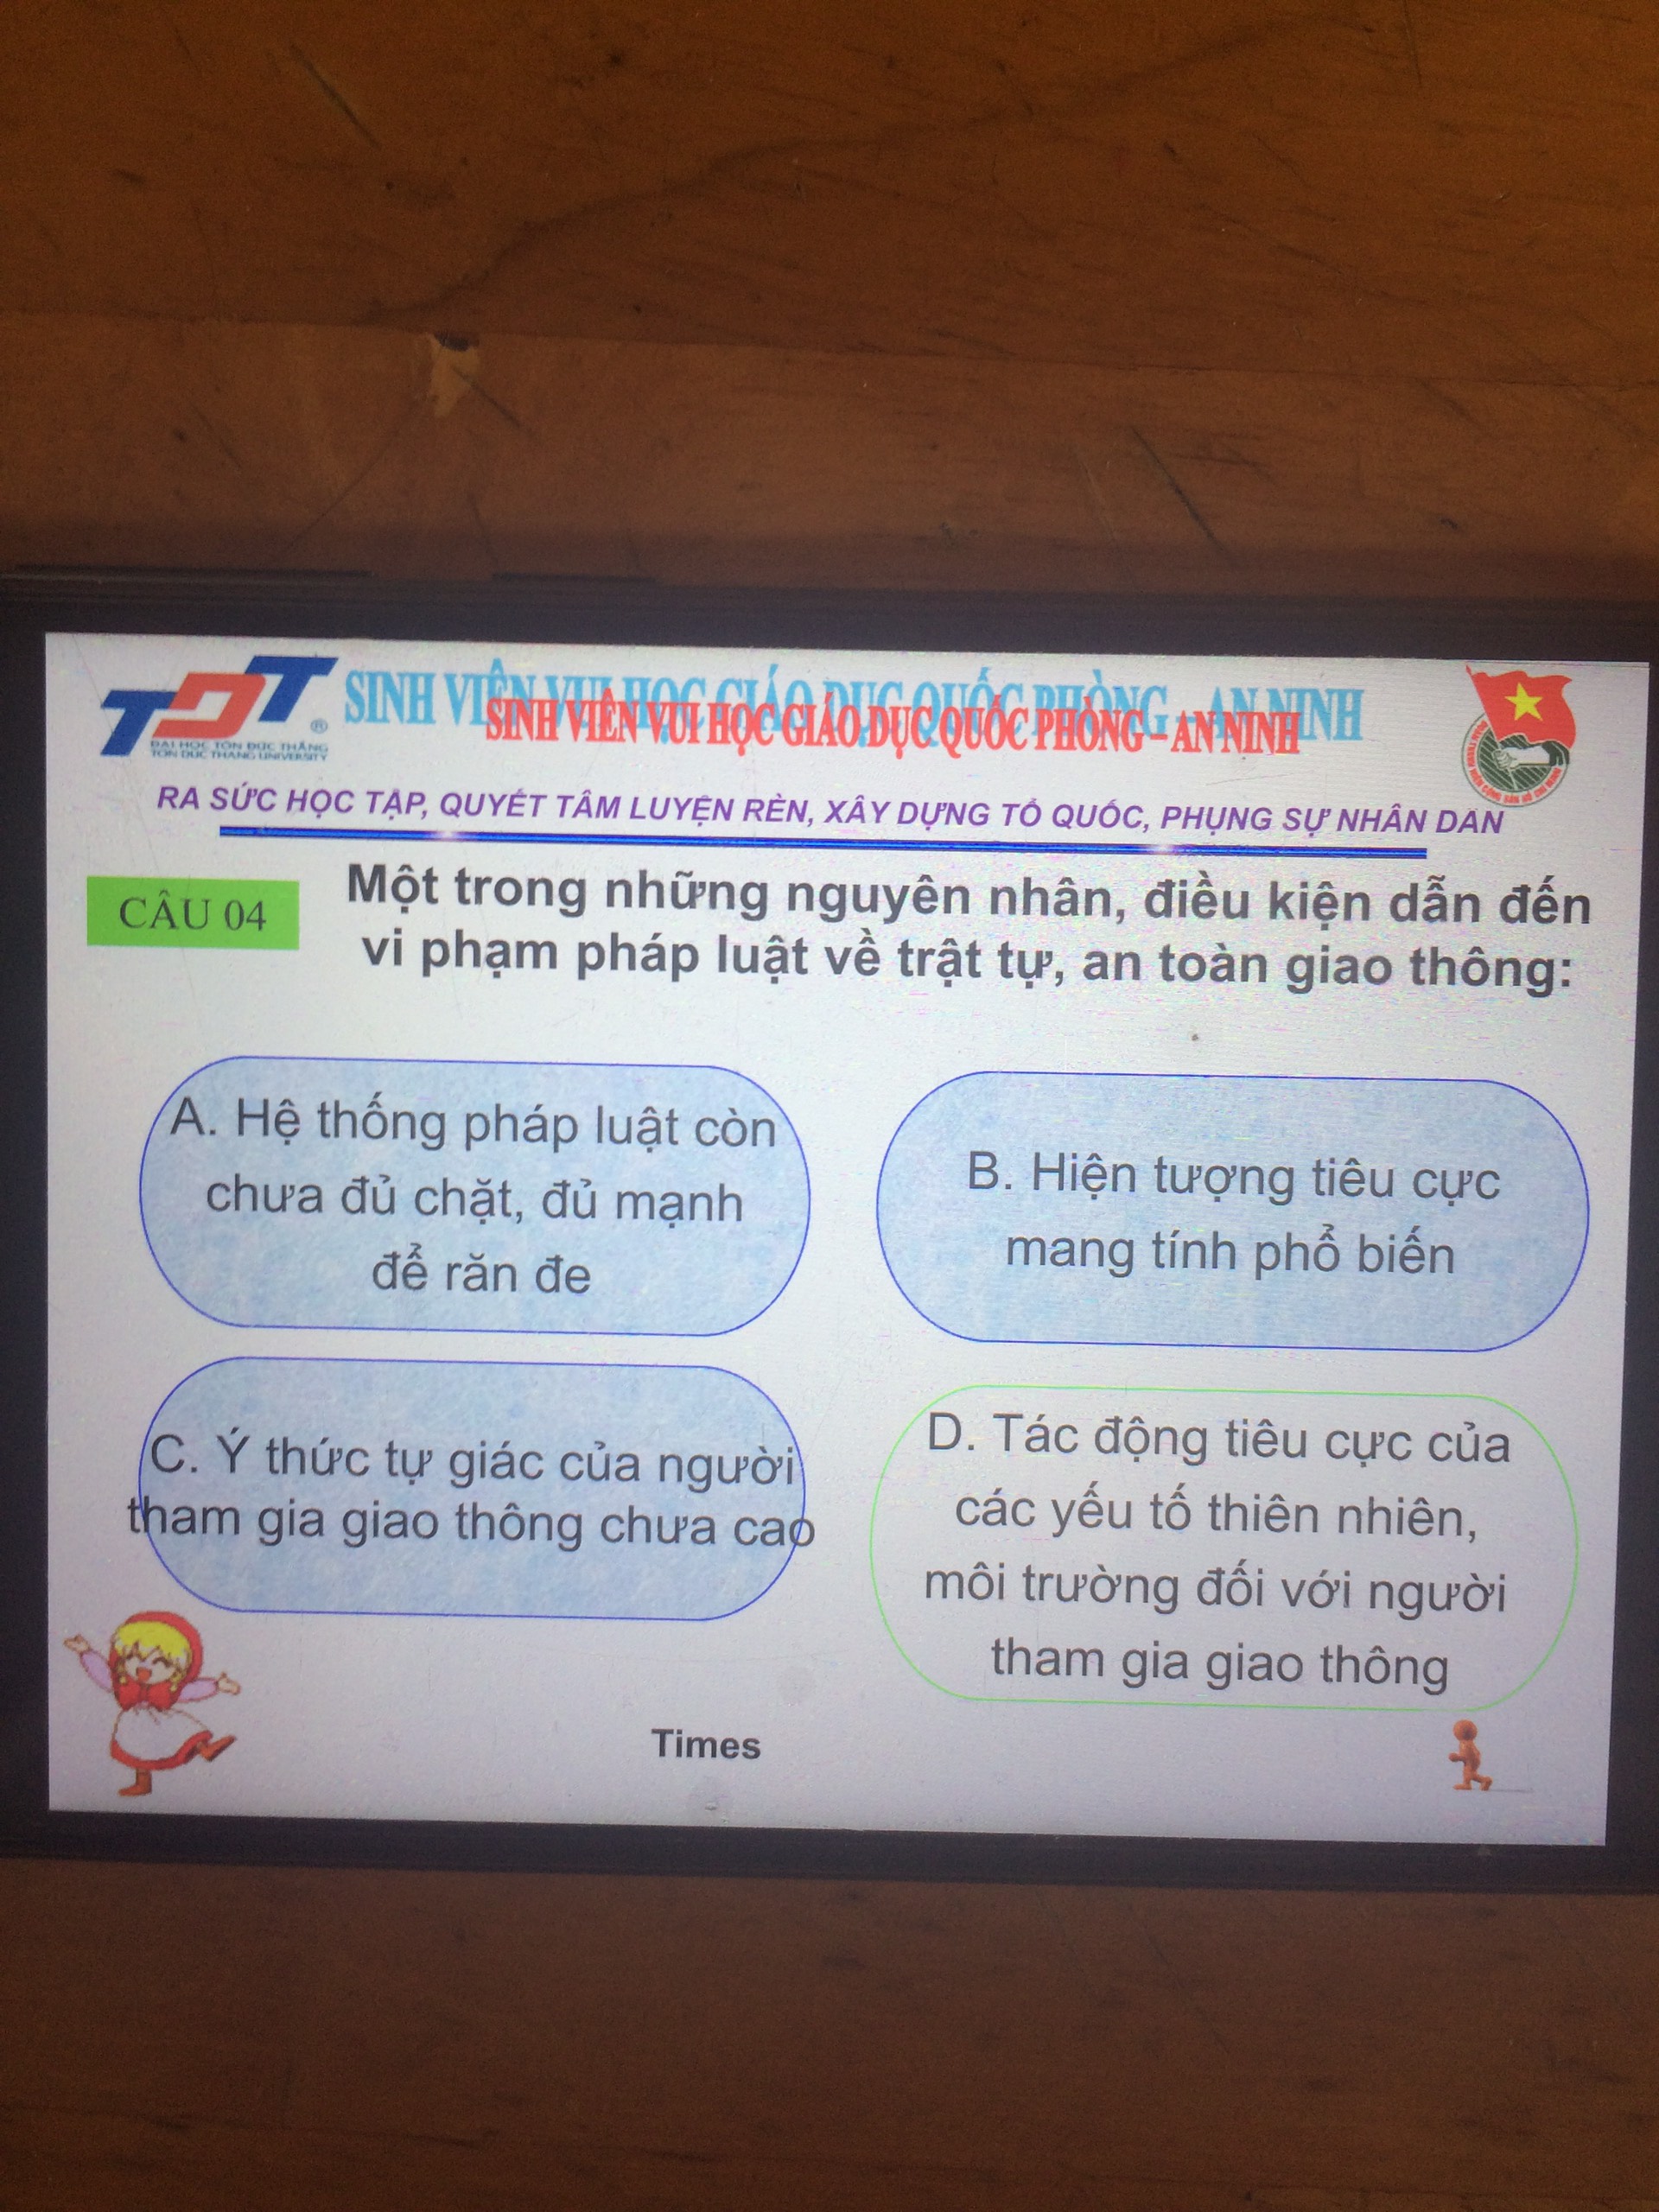 TDT ®
ĐẠI HỌC TÔN ĐỨC THẮNG
TON DUC THANG UNIVERSITY
SINH VIÊN VUI HỌC GIÁO DỤC QUỐC PHÒNG - AN NINH
SINH VIÊN VUI HỌC GIÁO DỤC QUỐC PHÒNG – AN NINH
RA SỨC HỌC TẬP, QUYẾT TÂM LUYỆN RÈN, XÂY DỰNG TỔ QUỐC, PHỤNG SỰ NHÂN DÂN
CÂU 04
Một trong những nguyên nhân, điều kiện dẫn đến
vi phạm pháp luật về trật tự, an toàn giao thông:
A. Hệ thống pháp luật còn
chưa đủ chặt, đủ mạnh
để răn đe
B. Hiện tượng tiêu cực
mang tính phổ biến
C. Ý thức tự giác của người
tham gia giao thông chưa cao
D. Tác động tiêu cực của
các yếu tố thiên nhiên,
môi trường đối với người
tham gia giao thông
Times